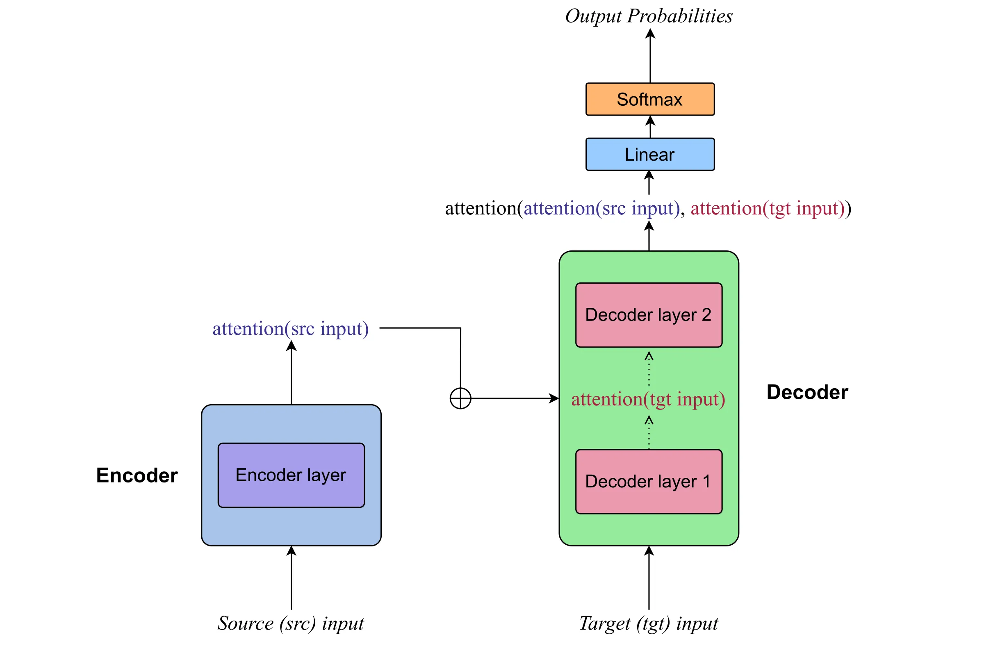 Output Probabilities
Softmax
Linear
attention(attention(src input), attention(tgt input))
Decoder layer 2
attention(src input)
attention(tgt input)
Decoder
Encoder layer
Encoder
Decoder layer 1
Source (src) input
Target (tgt) input